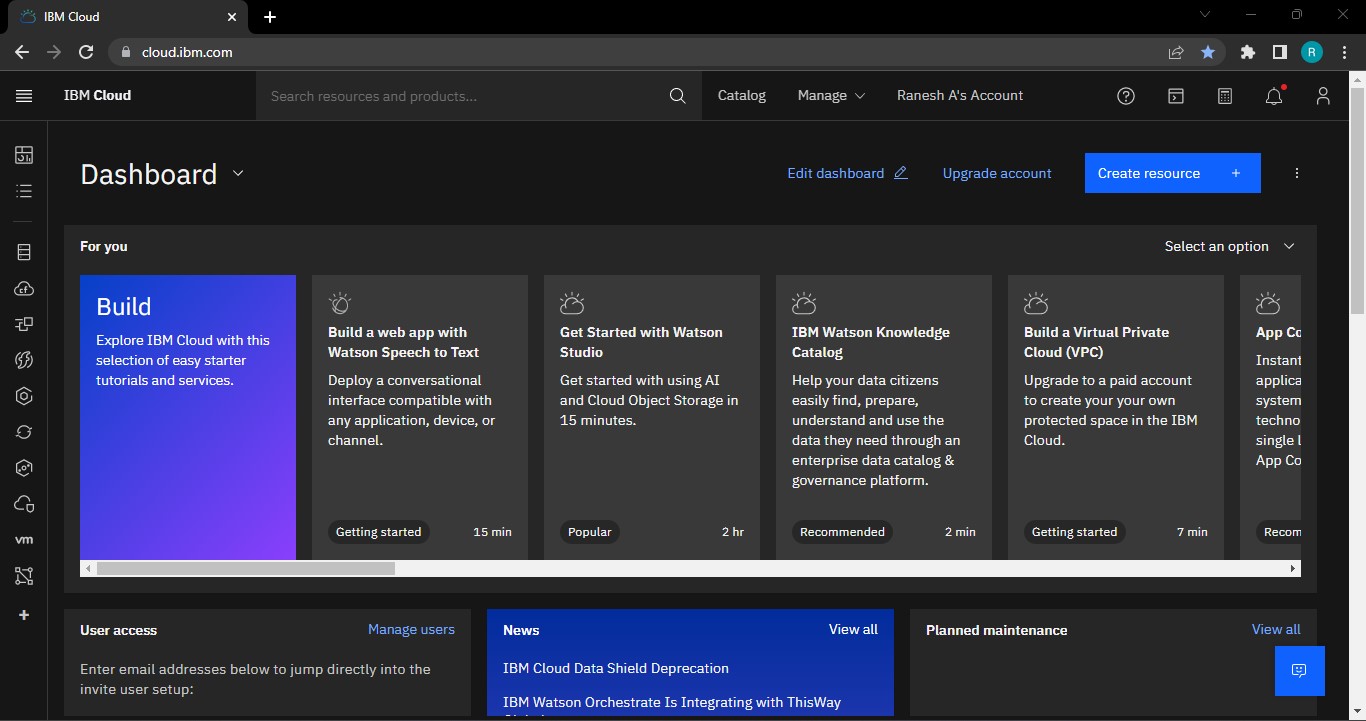 IBM Cloud
cloud.ibm.com
R
IBM Cloud
Search resources and products...
Catalog
Manage
Ranesh A's Account
Dashboard
Edit dashboard
Upgrade account
Create resource +
For you
Select an option
Build
Explore IBM Cloud with this
selection of easy starter
tutorials and services.
Build a web app with
Watson Speech to Text
Deploy a conversational
interface compatible with
any application, device, or
channel.
Getting started
15 min
Get Started with Watson
Studio
Get started with using AI
and Cloud Object Storage in
15 minutes.
Popular
2 hr
IBM Watson Knowledge
Catalog
Help your data citizens
easily find, prepare,
understand and use the
data they need through an
enterprise data catalog &
governance platform.
Recommended
2 min
Build a Virtual Private
Cloud (VPC)
Upgrade to a paid account
to create your your own
protected space in the IBM
Cloud.
Getting started
7 min
App Co
Instant
applica
system
techno
single l
App Co
Recom
cf
vm
User access
Manage users
Enter email addresses below to jump directly into the
invite user setup:
News
View all
IBM Cloud Data Shield Deprecation
IBM Watson Orchestrate Is Integrating with ThisWay
Planned maintenance
View all